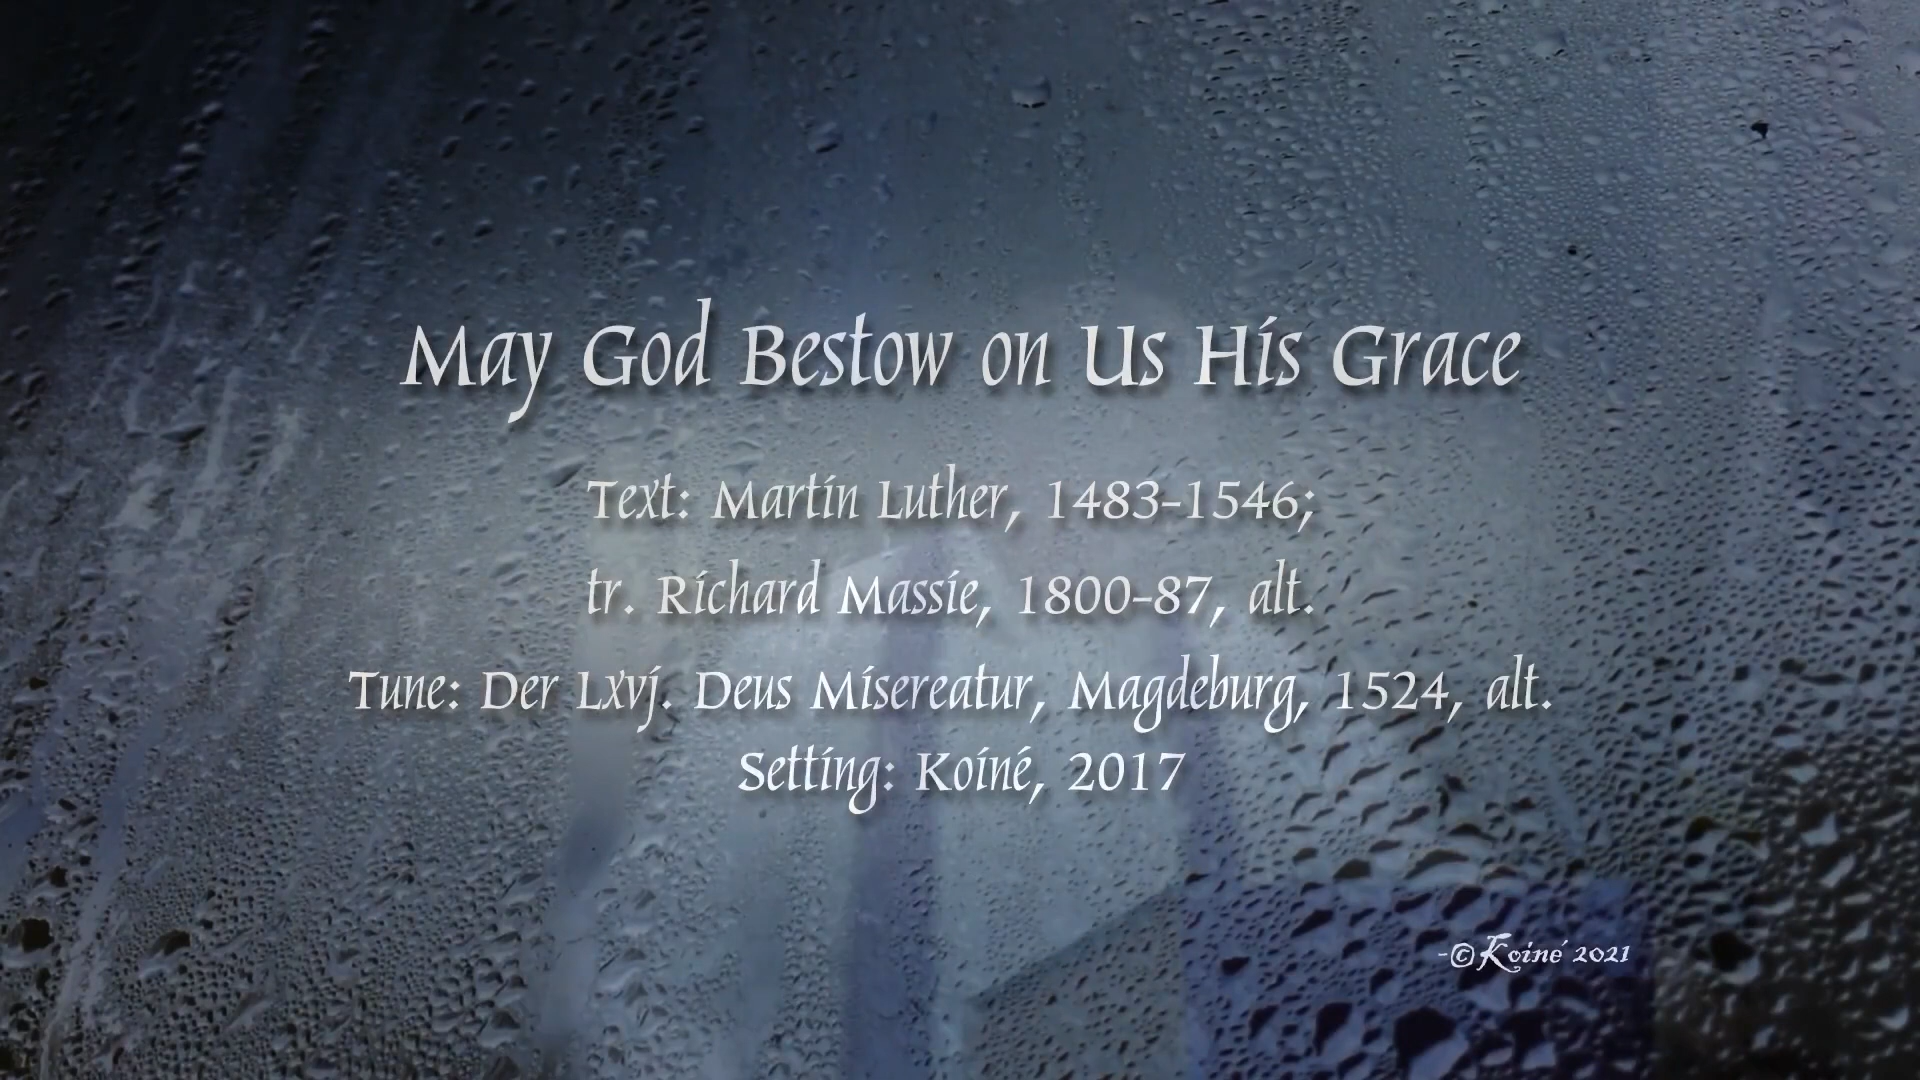 May God Bestow on Us His Grace
Text: Martin Luther, 1483-1546;
tr. Richard Massie, 1800-87, alt.
Tune: Der Lxvj. Deus Misereatur, Magdeburg, 1524, alt.
Setting: Koiné, 2017
-©Koiné 2021